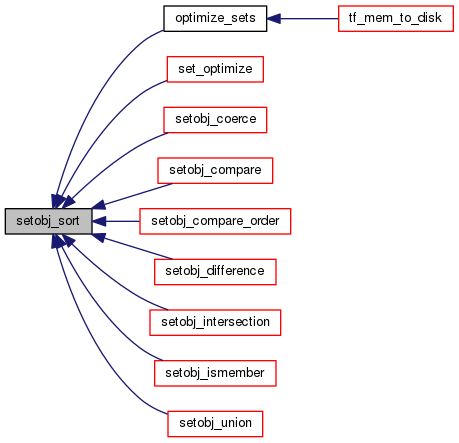 optimize_sets
tf_mem_to_disk
set_optimize
setobj_coerce
setobj_compare
setobj_sort
setobj_compare_order
setobj_difference
setobj_intersection
setobj_ismember
setobj_union